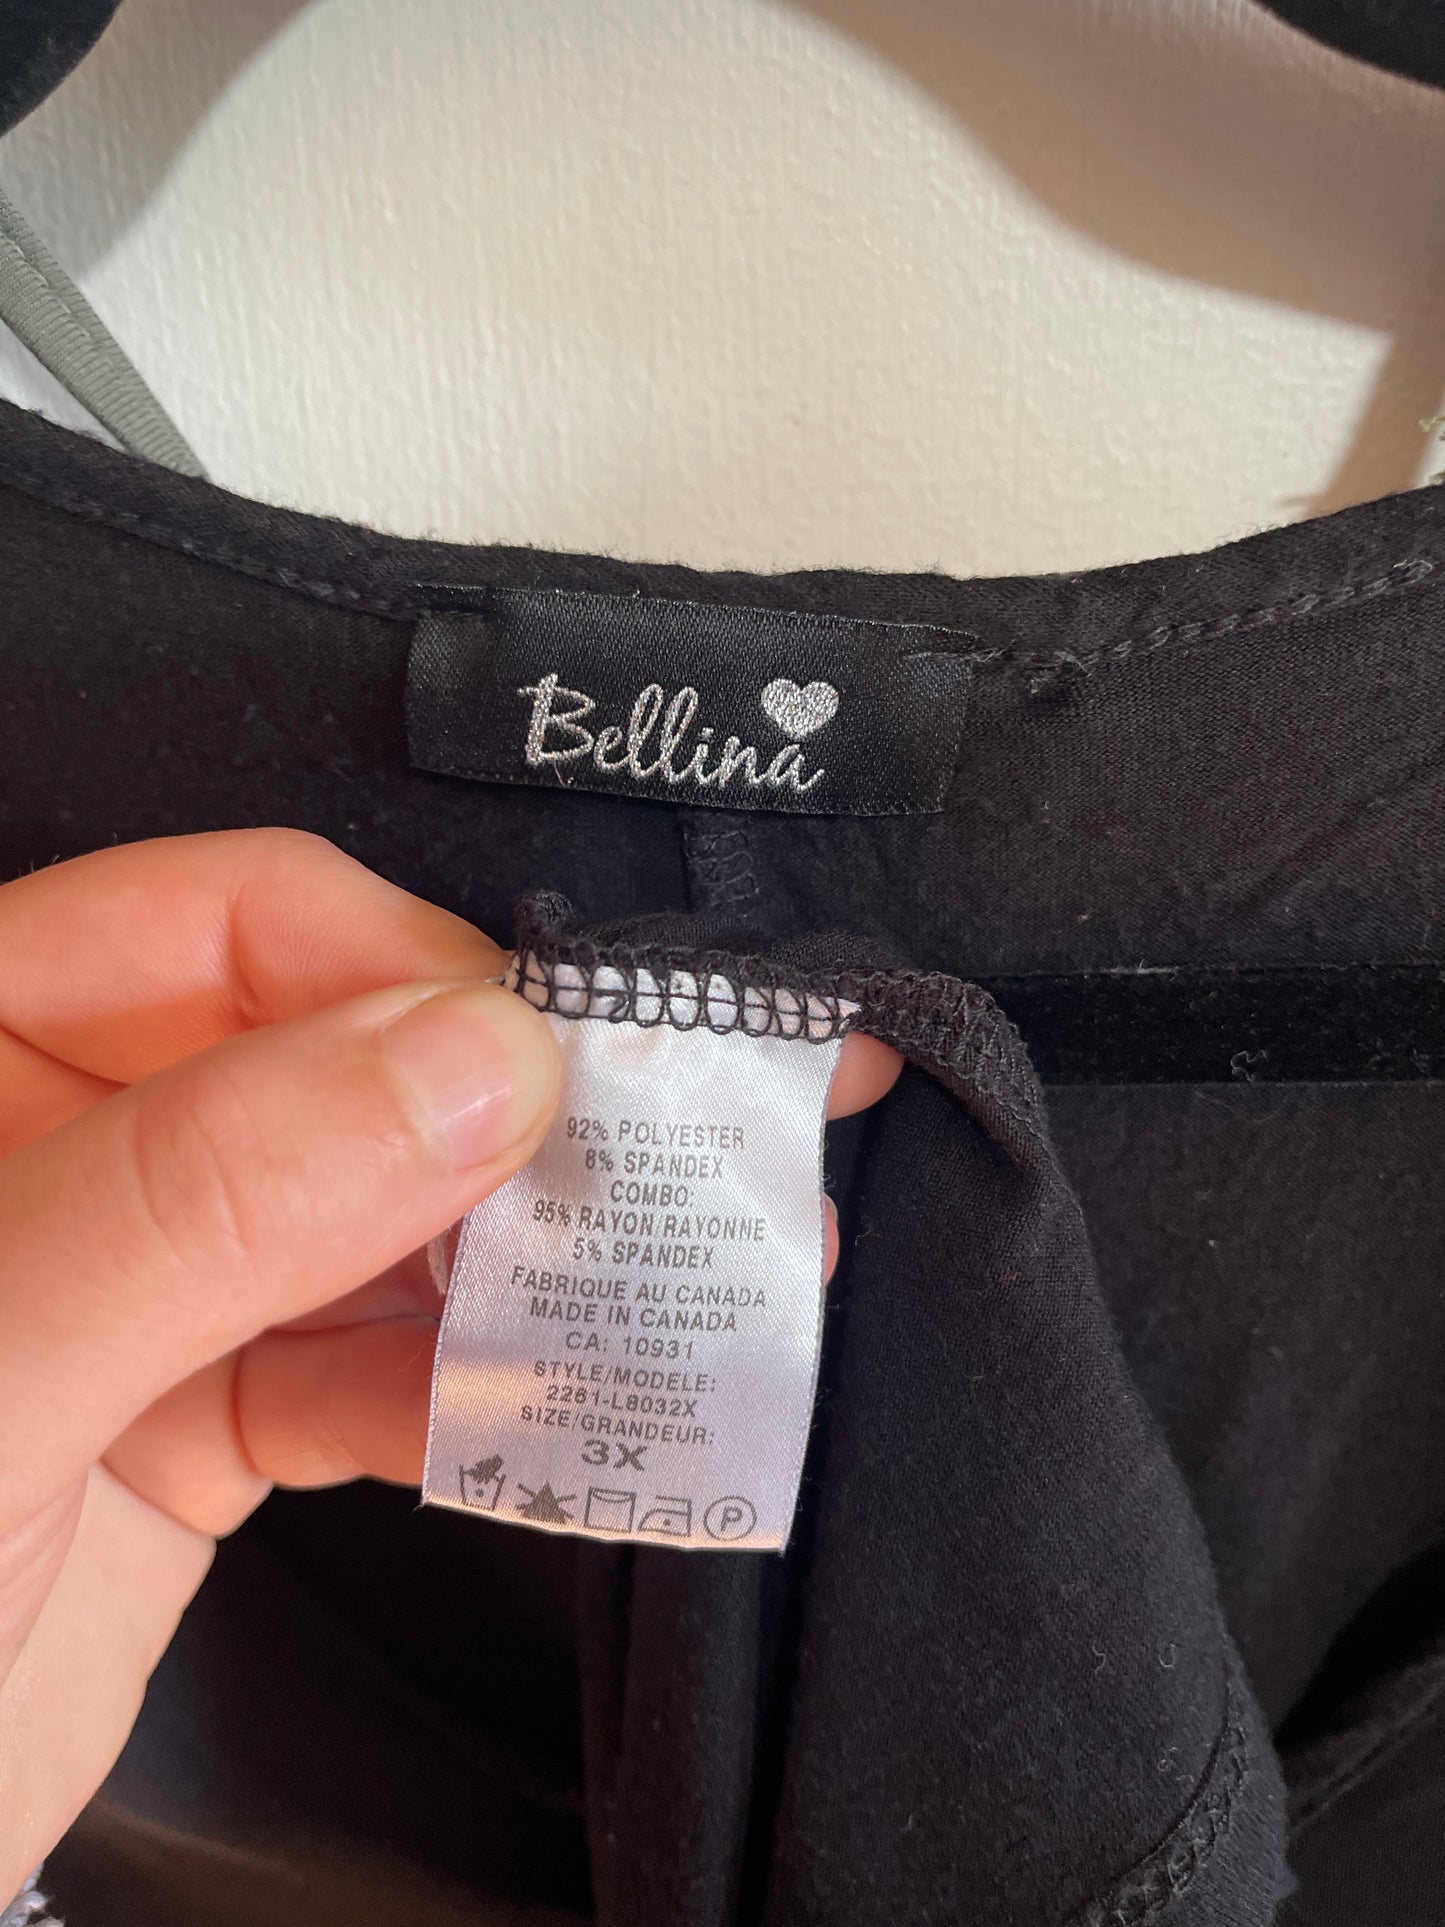 Bellina
92% POLYESTER
8% SPANDEX
COMBO:
95% RAYON/RAYONNE
5% SPANDEX
FABRIQUE AU CANADA
MADE IN CANADA
CA: 10931
STYLE/MODELE:
2261-L8032X
SIZE/GRANDEUR:
3X
P